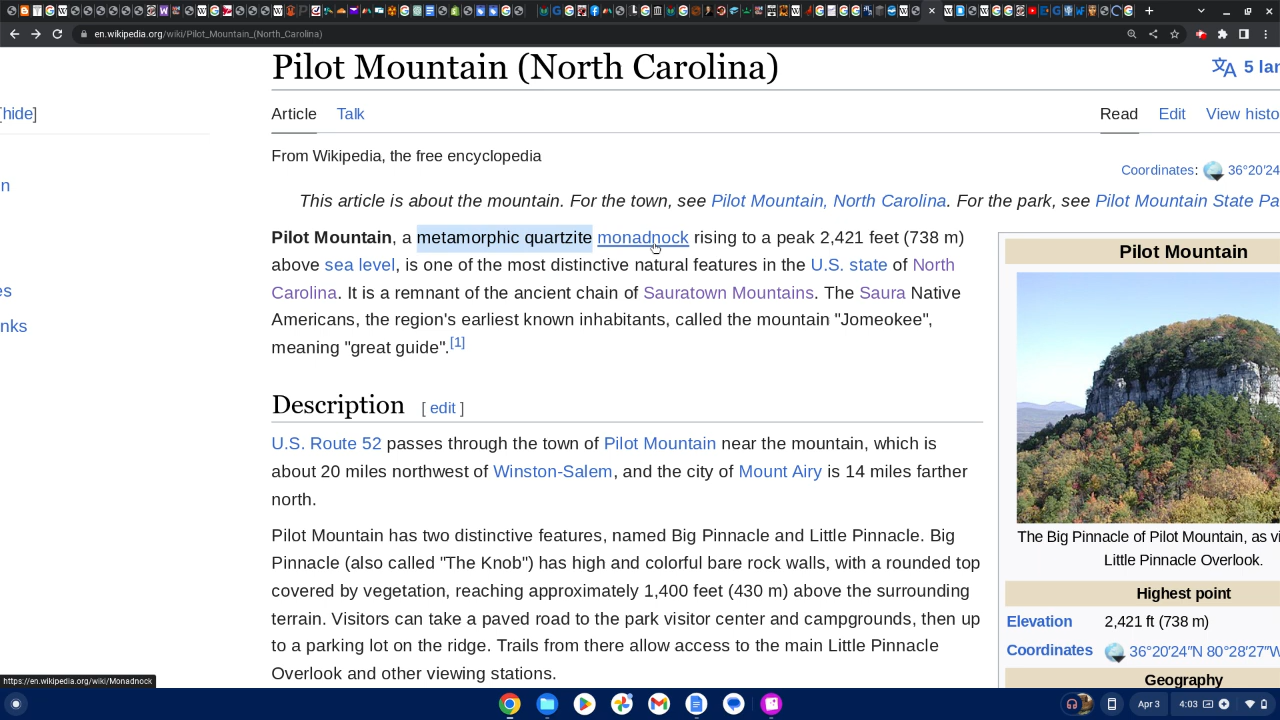 en.wikipedia.org/wiki/Pilot_Mountain_(North_Carolina)
Pilot Mountain (North Carolina)
5 lan
[hide]
Article Talk Read Edit View histo
From Wikipedia, the free encyclopedia
Coordinates: 36°20′24
n
This article is about the mountain. For the town, see Pilot Mountain, North Carolina. For the park, see Pilot Mountain State Pa
Pilot Mountain, a metamorphic quartzite monadnock rising to a peak 2,421 feet (738 m)
above sea level, is one of the most distinctive natural features in the U.S. state of North
Carolina. It is a remnant of the ancient chain of Sauratown Mountains. The Saura Native
Americans, the region's earliest known inhabitants, called the mountain "Jomeokee",
meaning "great guide".[1]
es
nks
Description [ edit ]
U.S. Route 52 passes through the town of Pilot Mountain near the mountain, which is
about 20 miles northwest of Winston-Salem, and the city of Mount Airy is 14 miles farther
north.
Pilot Mountain has two distinctive features, named Big Pinnacle and Little Pinnacle. Big
Pinnacle (also called "The Knob") has high and colorful bare rock walls, with a rounded top
covered by vegetation, reaching approximately 1,400 feet (430 m) above the surrounding
terrain. Visitors can take a paved road to the park visitor center and campgrounds, then up
to a parking lot on the ridge. Trails from there allow access to the main Little Pinnacle
Overlook and other viewing stations.
Pilot Mountain
The Big Pinnacle of Pilot Mountain, as vi
Little Pinnacle Overlook.
Highest point
Elevation 2,421 ft (738 m)
Coordinates 36°20′24″N 80°28′27″W
Geography
https://en.wikipedia.org/wiki/Monadnock
Apr 3 4:03